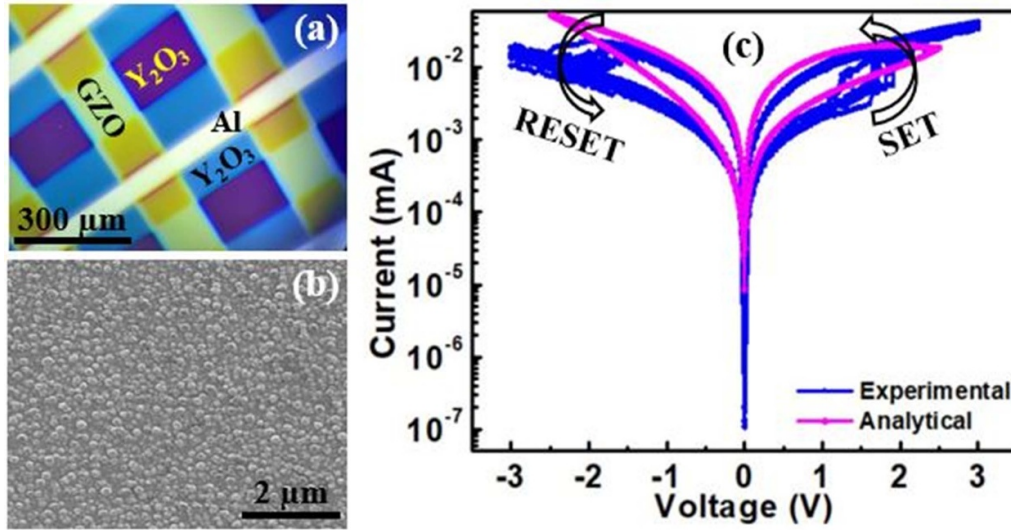 (a)
Y₂O₃
GZO
Al
Y₂O₃
300 µm
(b)
2 µm
(c)
RESET
SET
Experimental
Analytical
Current (mA)
10⁻²
10⁻³
10⁻⁴
10⁻⁵
10⁻⁶
10⁻⁷
-3 -2 -1 0 1 2 3
Voltage (V)